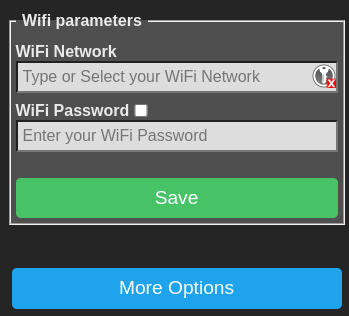 Wifi parameters
WiFi Network
Type or Select your WiFi Network
WiFi Password
Enter your WiFi Password
Save
More Options